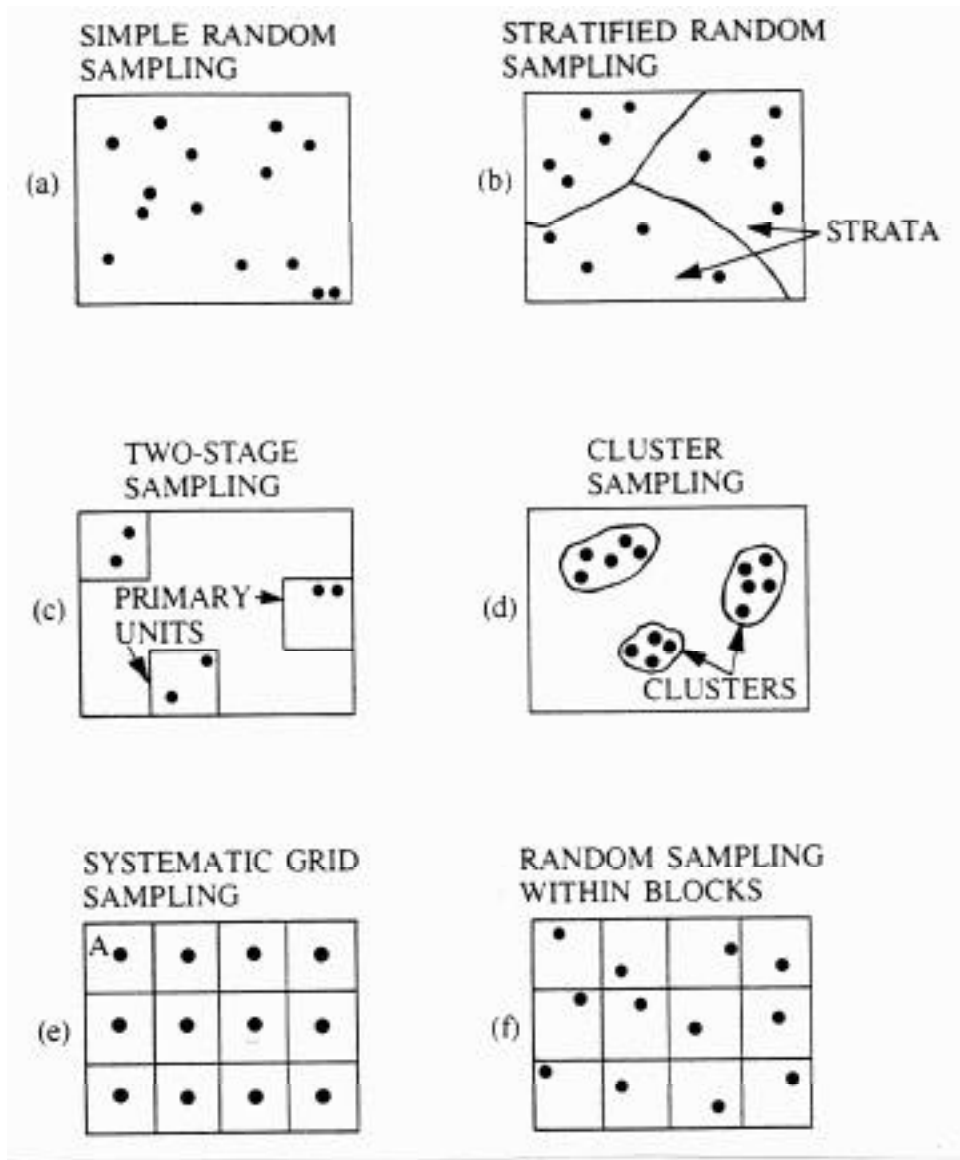 SIMPLE RANDOM
SAMPLING
(a)
STRATIFIED RANDOM
SAMPLING
(b)
STRATA
TWO-STAGE
SAMPLING
(c)
PRIMARY
UNITS
CLUSTER
SAMPLING
(d)
CLUSTERS
SYSTEMATIC GRID
SAMPLING
A
(e)
RANDOM SAMPLING
WITHIN BLOCKS
(f)